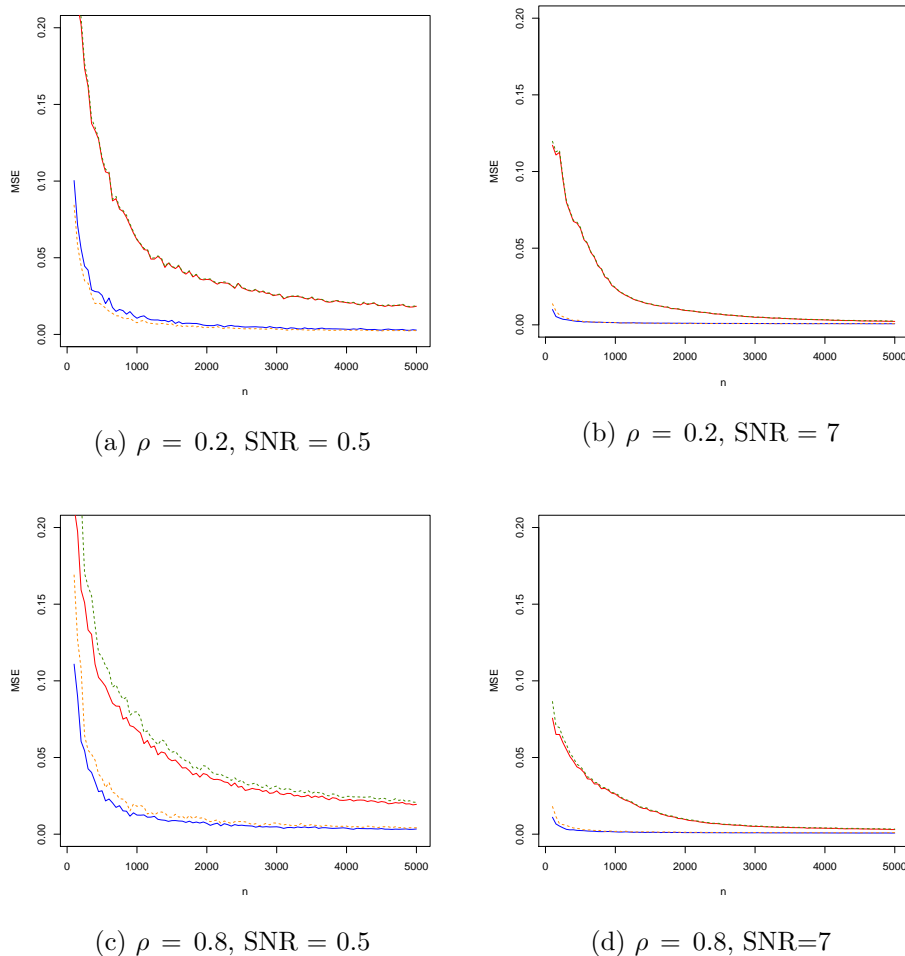 0.20
0.15
0.10
0.05
0.00
MSE
0 1000 2000 3000 4000 5000
n
(a) ρ = 0.2, SNR = 0.5
0.20
0.15
0.10
0.05
0.00
MSE
0 1000 2000 3000 4000 5000
n
(b) ρ = 0.2, SNR = 7
0.20
0.15
0.10
0.05
0.00
MSE
0 1000 2000 3000 4000 5000
n
(c) ρ = 0.8, SNR = 0.5
0.20
0.15
0.10
0.05
0.00
MSE
0 1000 2000 3000 4000 5000
n
(d) ρ = 0.8, SNR=7